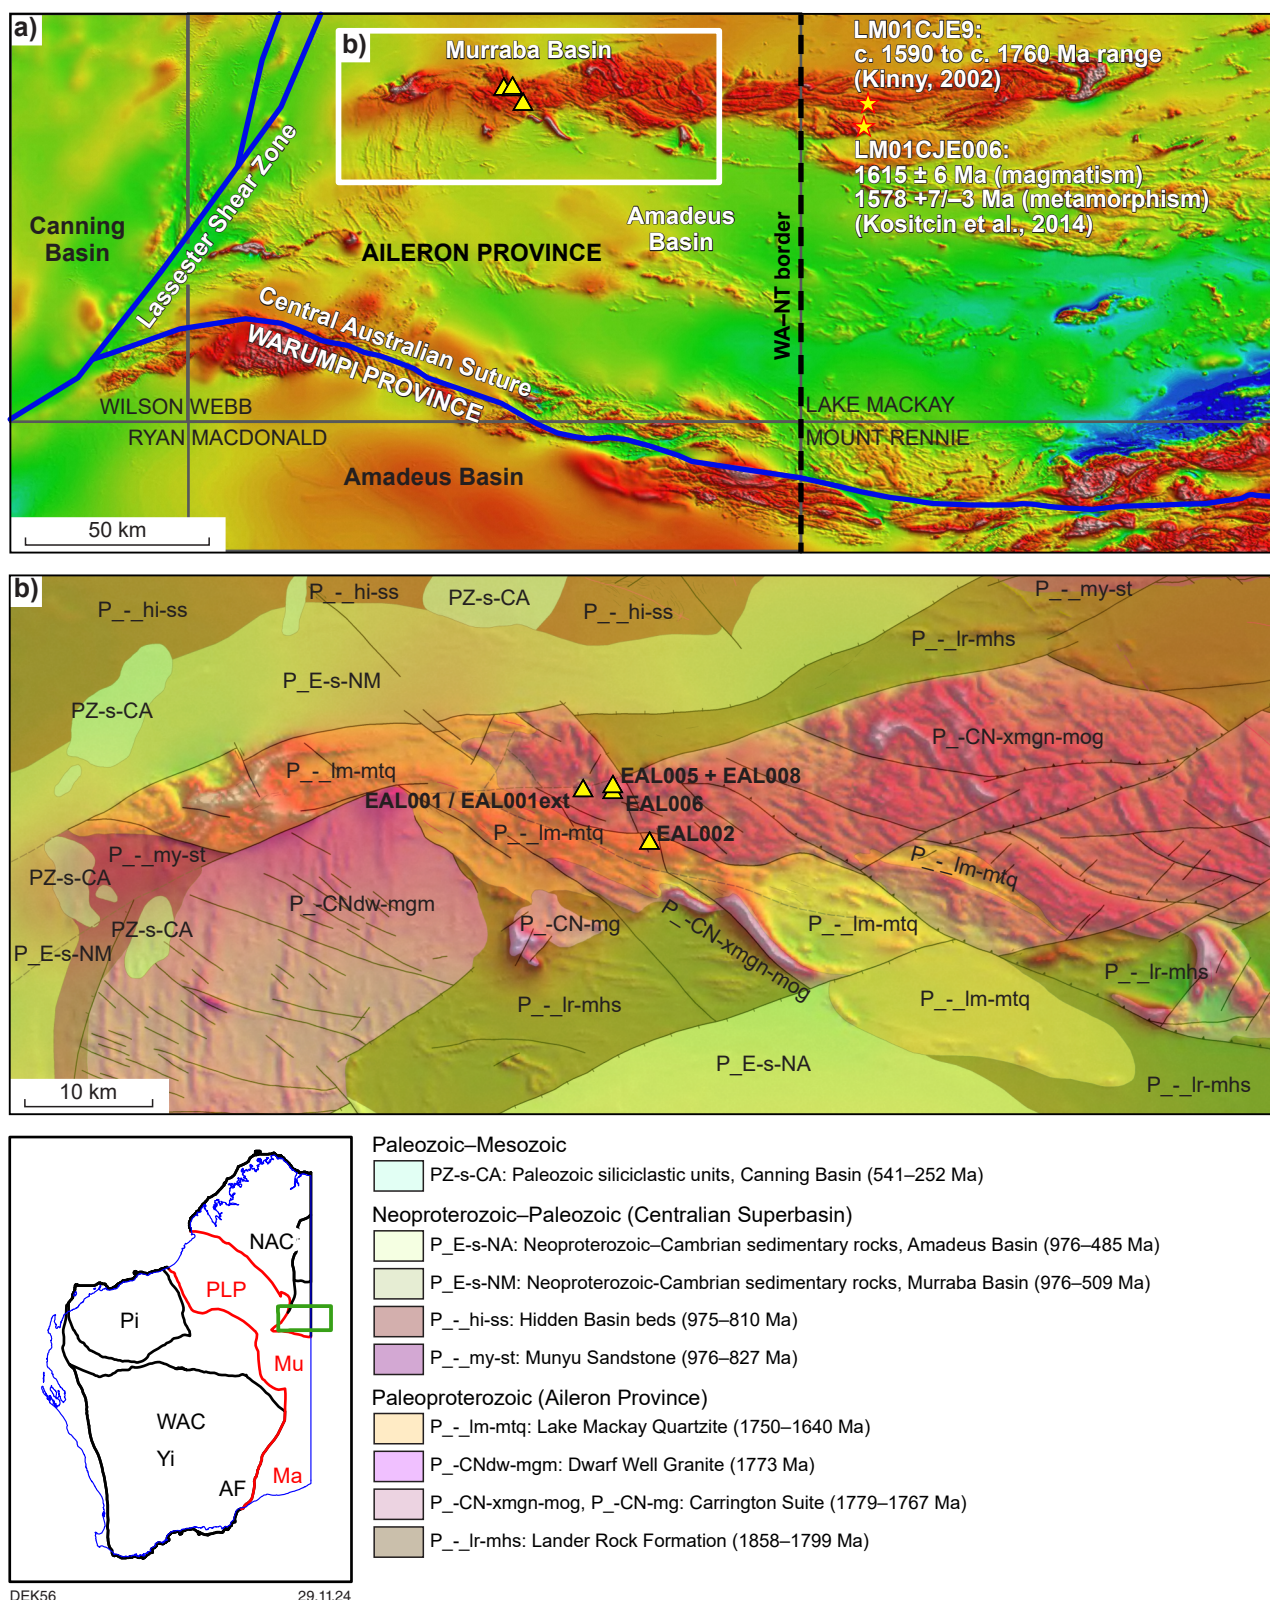 a)
b)
Murraba Basin
LM01CJE9:
c. 1590 to c. 1760 Ma range
(Kinny, 2002)
LM01CJE006:
1615 ± 6 Ma (magmatism)
1578 +7/–3 Ma (metamorphism)
(Kositcin et al., 2014)
Canning
Basin
Lassester Shear Zone
AILERON PROVINCE
Amadeus
Basin
WA–NT border
Central Australian Suture
WARUMPI PROVINCE
WILSON WEBB
LAKE MACKAY
RYAN MACDONALD
MOUNT RENNIE
Amadeus Basin
50 km
b)
P_-_hi-ss
P_-_hi-ss
PZ-s-CA
P_-_hi-ss
P_-_my-st
P_-_lr-mhs
P_E-s-NM
PZ-s-CA
P_-CN-xmgn-mog
P_-_lm-mtq
EAL005 + EAL008
EAL001 / EAL001ext
EAL006
P_-_lm-mtq
EAL002
P_-_my-st
P_-_lm-mtq
PZ-s-CA
P_-CNdw-mgm
PZ-s-CA
P_-CN-mg
P_-_lm-mtq
P_E-s-NM
P_-CN-xmgn-mog
P_-_lr-mhs
P_-_lr-mhs
P_-_lm-mtq
P_E-s-NA
P_-_lr-mhs
10 km
NAC
PLP
Pi
Mu
WAC
Yi
AF
Ma
Paleozoic–Mesozoic
PZ-s-CA: Paleozoic siliciclastic units, Canning Basin (541–252 Ma)
Neoproterozoic–Paleozoic (Centralian Superbasin)
P_E-s-NA: Neoproterozoic–Cambrian sedimentary rocks, Amadeus Basin (976–485 Ma)
P_E-s-NM: Neoproterozoic-Cambrian sedimentary rocks, Murraba Basin (976–509 Ma)
P_-_hi-ss: Hidden Basin beds (975–810 Ma)
P_-_my-st: Munyu Sandstone (976–827 Ma)
Paleoproterozoic (Aileron Province)
P_-_lm-mtq: Lake Mackay Quartzite (1750–1640 Ma)
P_-CNdw-mgm: Dwarf Well Granite (1773 Ma)
P_-CN-xmgn-mog, P_-CN-mg: Carrington Suite (1779–1767 Ma)
P_-_lr-mhs: Lander Rock Formation (1858–1799 Ma)
DEK56
29.11.24